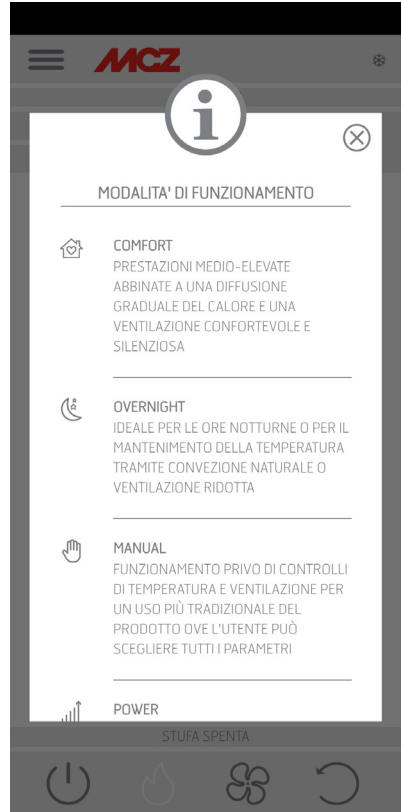 MCZ
MODALITA' DI FUNZIONAMENTO
COMFORT
PRESTAZIONI MEDIO-ELEVATE
ABBINATE A UNA DIFFUSIONE
GRADUALE DEL CALORE E UNA
VENTILAZIONE CONFORTEVOLE E
SILENZIOSA
OVERNIGHT
IDEALE PER LE ORE NOTTURNE O PER IL
MANTENIMENTO DELLA TEMPERATURA
TRAMITE CONVEZIONE NATURALE O
VENTILAZIONE RIDOTTA
MANUAL
FUNZIONAMENTO PRIVO DI CONTROLLI
DI TEMPERATURA E VENTILAZIONE PER
UN USO PIÙ TRADIZIONALE DEL
PRODOTTO OVE L'UTENTE PUÒ
SCEGLIERE TUTTI I PARAMETRI
POWER
STUFA SPENTA